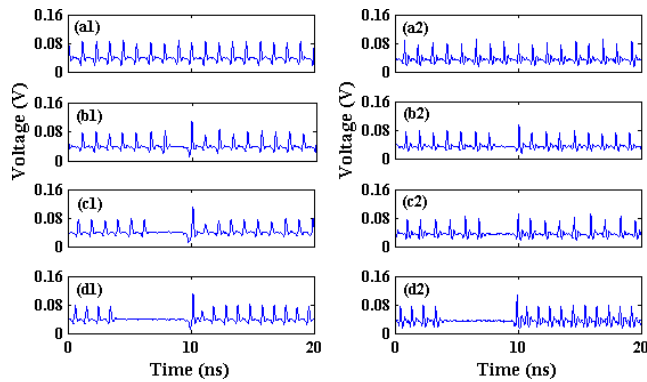 0.16 (a1)
0.08
0
0.16 (b1)
0.08
0
0.16 (c1)
0.08
0
0.16 (d1)
0.08
0
0 10 20
Time (ns)
Voltage (V)
0.16 (a2)
0.08
0
0.16 (b2)
0.08
0
0.16 (c2)
0.08
0
0.16 (d2)
0.08
0
0 10 20
Time (ns)
Voltage (V)